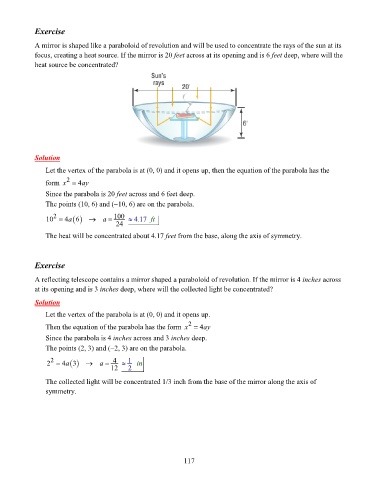 Exercise
A mirror is shaped like a paraboloid of revolution and will be used to concentrate the rays of the sun at its
focus, creating a heat source. If the mirror is 20 feet across at its opening and is 6 feet deep, where will the
heat source be concentrated?
Sun's
rays
20'
6'
Solution
Let the vertex of the parabola is at (0, 0) and it opens up, then the equation of the parabola has the
form x² = 4ay
Since the parabola is 20 feet across and 6 feet deep.
The points (10, 6) and (−10, 6) are on the parabola.
10² = 4a(6) → a = 100/24 ≈ 4.17 ft
The heat will be concentrated about 4.17 feet from the base, along the axis of symmetry.
Exercise
A reflecting telescope contains a mirror shaped a paraboloid of revolution. If the mirror is 4 inches across
at its opening and is 3 inches deep, where will the collected light be concentrated?
Solution
Let the vertex of the parabola is at (0, 0) and it opens up.
Then the equation of the parabola has the form x² = 4ay
Since the parabola is 4 inches across and 3 inches deep.
The points (2, 3) and (−2, 3) are on the parabola.
2² = 4a(3) → a = 4/12 ≈ 1/2 in
The collected light will be concentrated 1/3 inch from the base of the mirror along the axis of
symmetry.
117